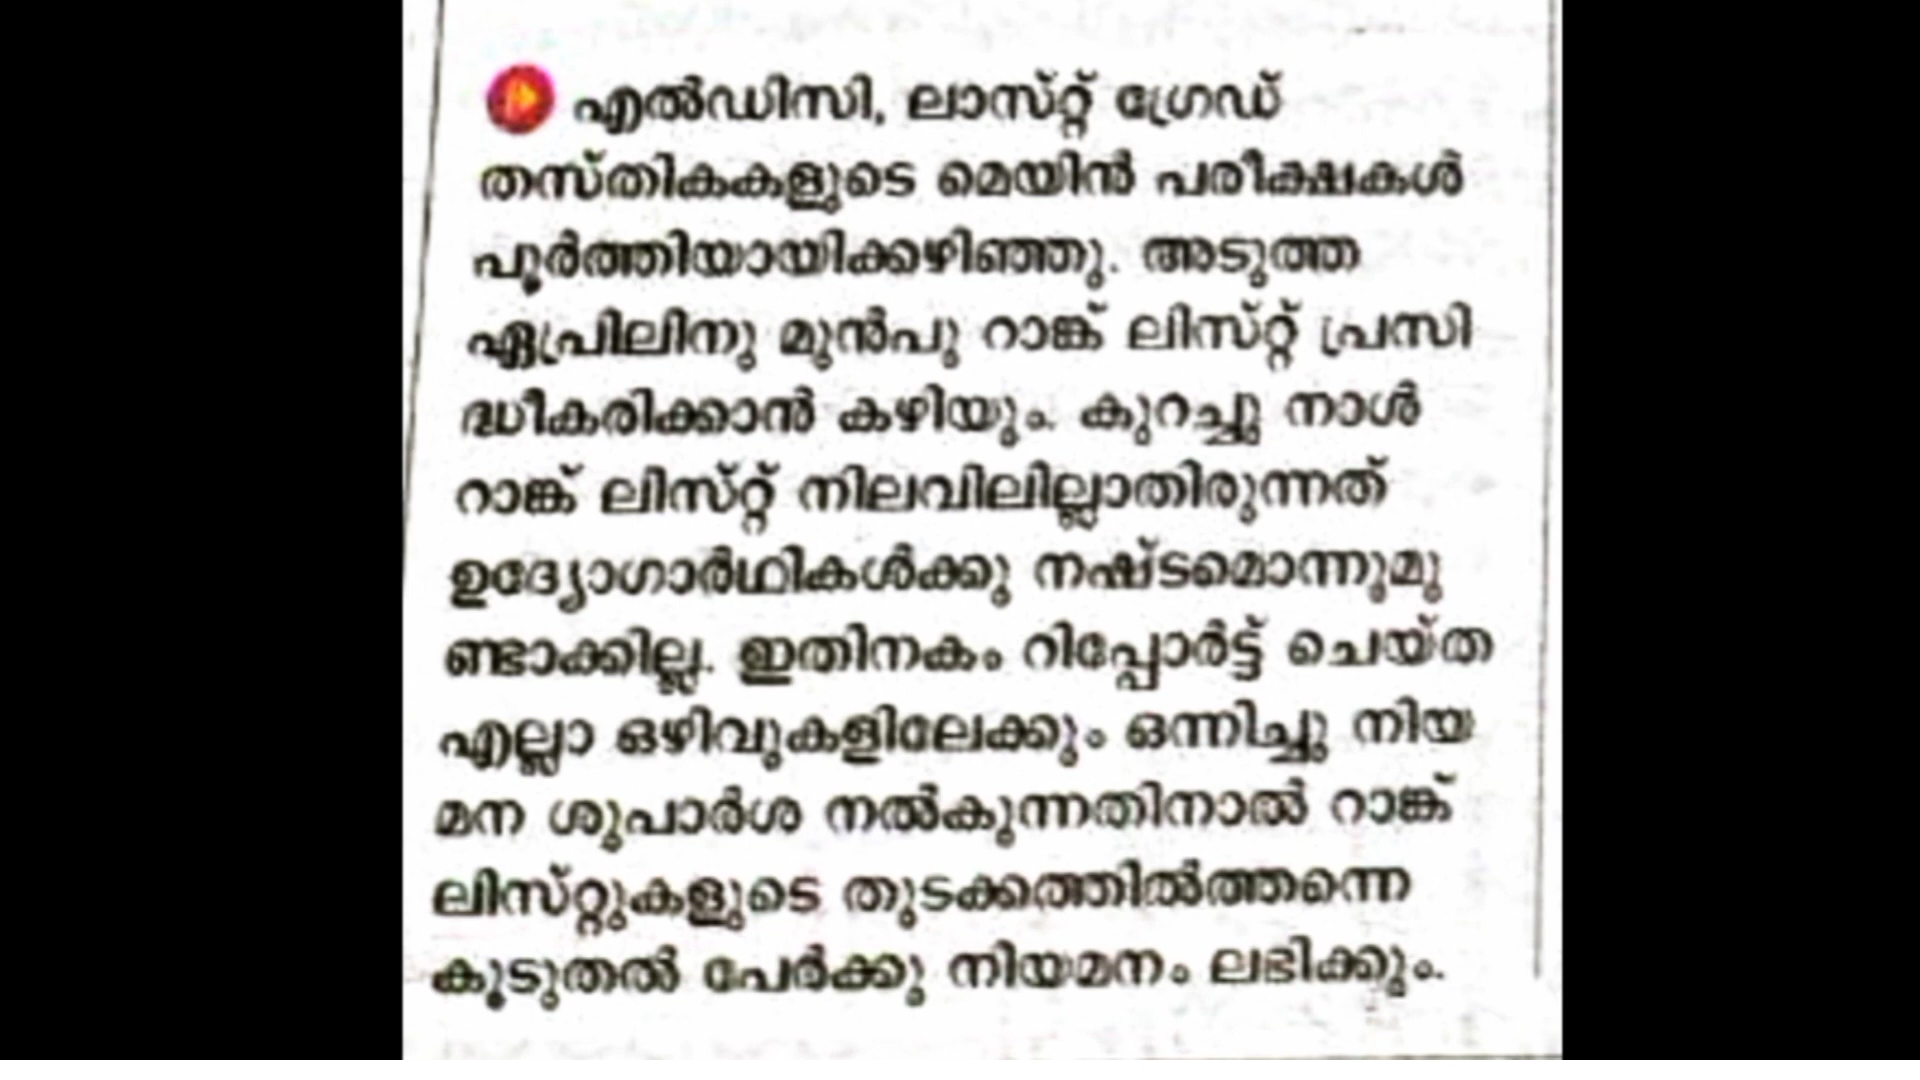 എൽഡിസി, ലാസ്റ്റ് ഗ്രേഡ്
തസ്തികകളുടെ മെയിൻ പരീക്ഷകൾ
പൂർത്തിയായിക്കഴിഞ്ഞു. അടുത്ത
ഏപ്രിലിനു മുൻപു റാങ്ക് ലിസ്റ്റ് പ്രസി
ദ്ധീകരിക്കാൻ കഴിയും. കുറച്ചു നാൾ
റാങ്ക് ലിസ്റ്റ് നിലവിലില്ലാതിരുന്നത്
ഉദ്യോഗാർഥികൾക്കു നഷ്ടമൊന്നുമു
ണ്ടാക്കില്ല. ഇതിനകം റിപ്പോർട്ട് ചെയ്ത
എല്ലാ ഒഴിവുകളിലേക്കും ഒന്നിച്ചു നിയ
മന ശുപാർശ നൽകുന്നതിനാൽ റാങ്ക്
ലിസ്റ്റുകളുടെ തുടക്കത്തിൽത്തന്നെ
കൂടുതൽ പേർക്കു നിയമനം ലഭിക്കും.